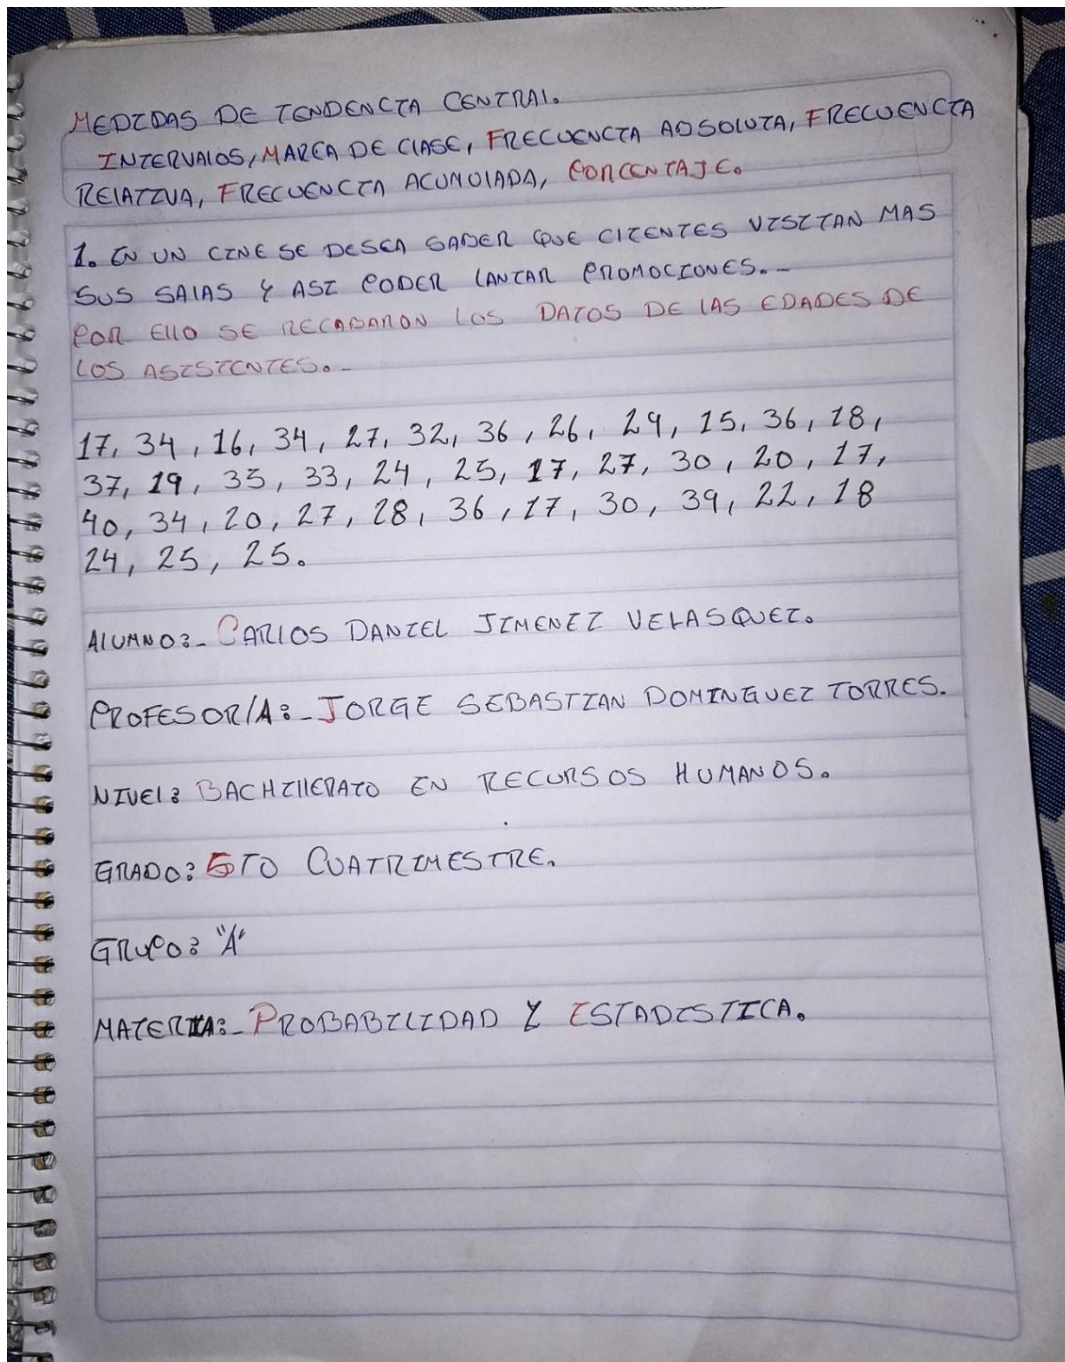 MEDIDAS DE TENDENCIA CENTRAL.
INTERVALOS, MARCA DE CLASE, FRECUENCIA ABSOLUTA, FRECUENCIA
RELATIVA, FRECUENCIA ACUMULADA, PORCENTAJE.
1. EN UN CINE SE DESEA SABER QUE CLIENTES VISITAN MAS
SUS SALAS Y ASI PODER LANZAR PROMOCIONES.-
POR ELLO SE RECABARON LOS DATOS DE LAS EDADES DE
LOS ASISTENTES.-
17, 34, 16, 34, 27, 32, 36, 26, 29, 15, 36, 18,
37, 19, 35, 33, 24, 25, 17, 27, 30, 20, 17,
40, 34, 20, 27, 28, 36, 17, 30, 39, 22, 18
24, 25, 25.
ALUMNO:- CARLOS DANIEL JIMENEZ VELASQUEZ.
PROFESOR/A:- JORGE SEBASTIAN DOMINGUEZ TORRES.
NIVEL: BACHILLERATO EN RECURSOS HUMANOS.
GRADO: 5TO CUATRIMESTRE.
GRUPO: "A"
MATERIA:- PROBABILIDAD Y ESTADISTICA.